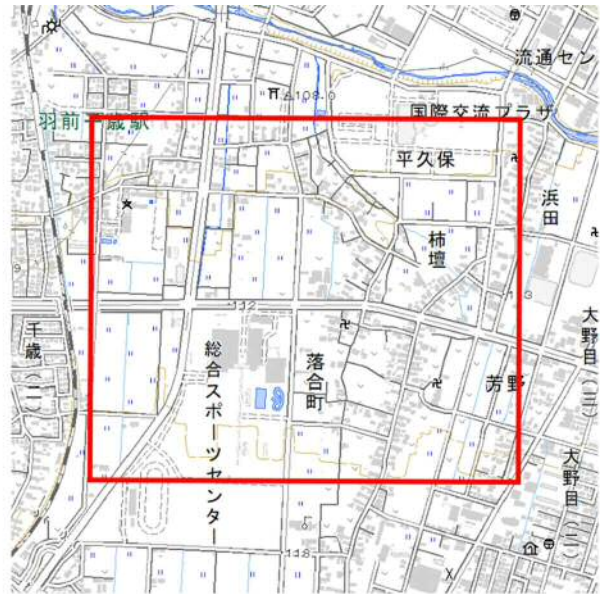 流通セン
108.0
羽前千歳駅
国際交流プラザ
平久保
浜田
柿壇
112
113
千歳(二)
総合スポーツセンター
落合町
芳野
大野目(三)
大野目(二)
118